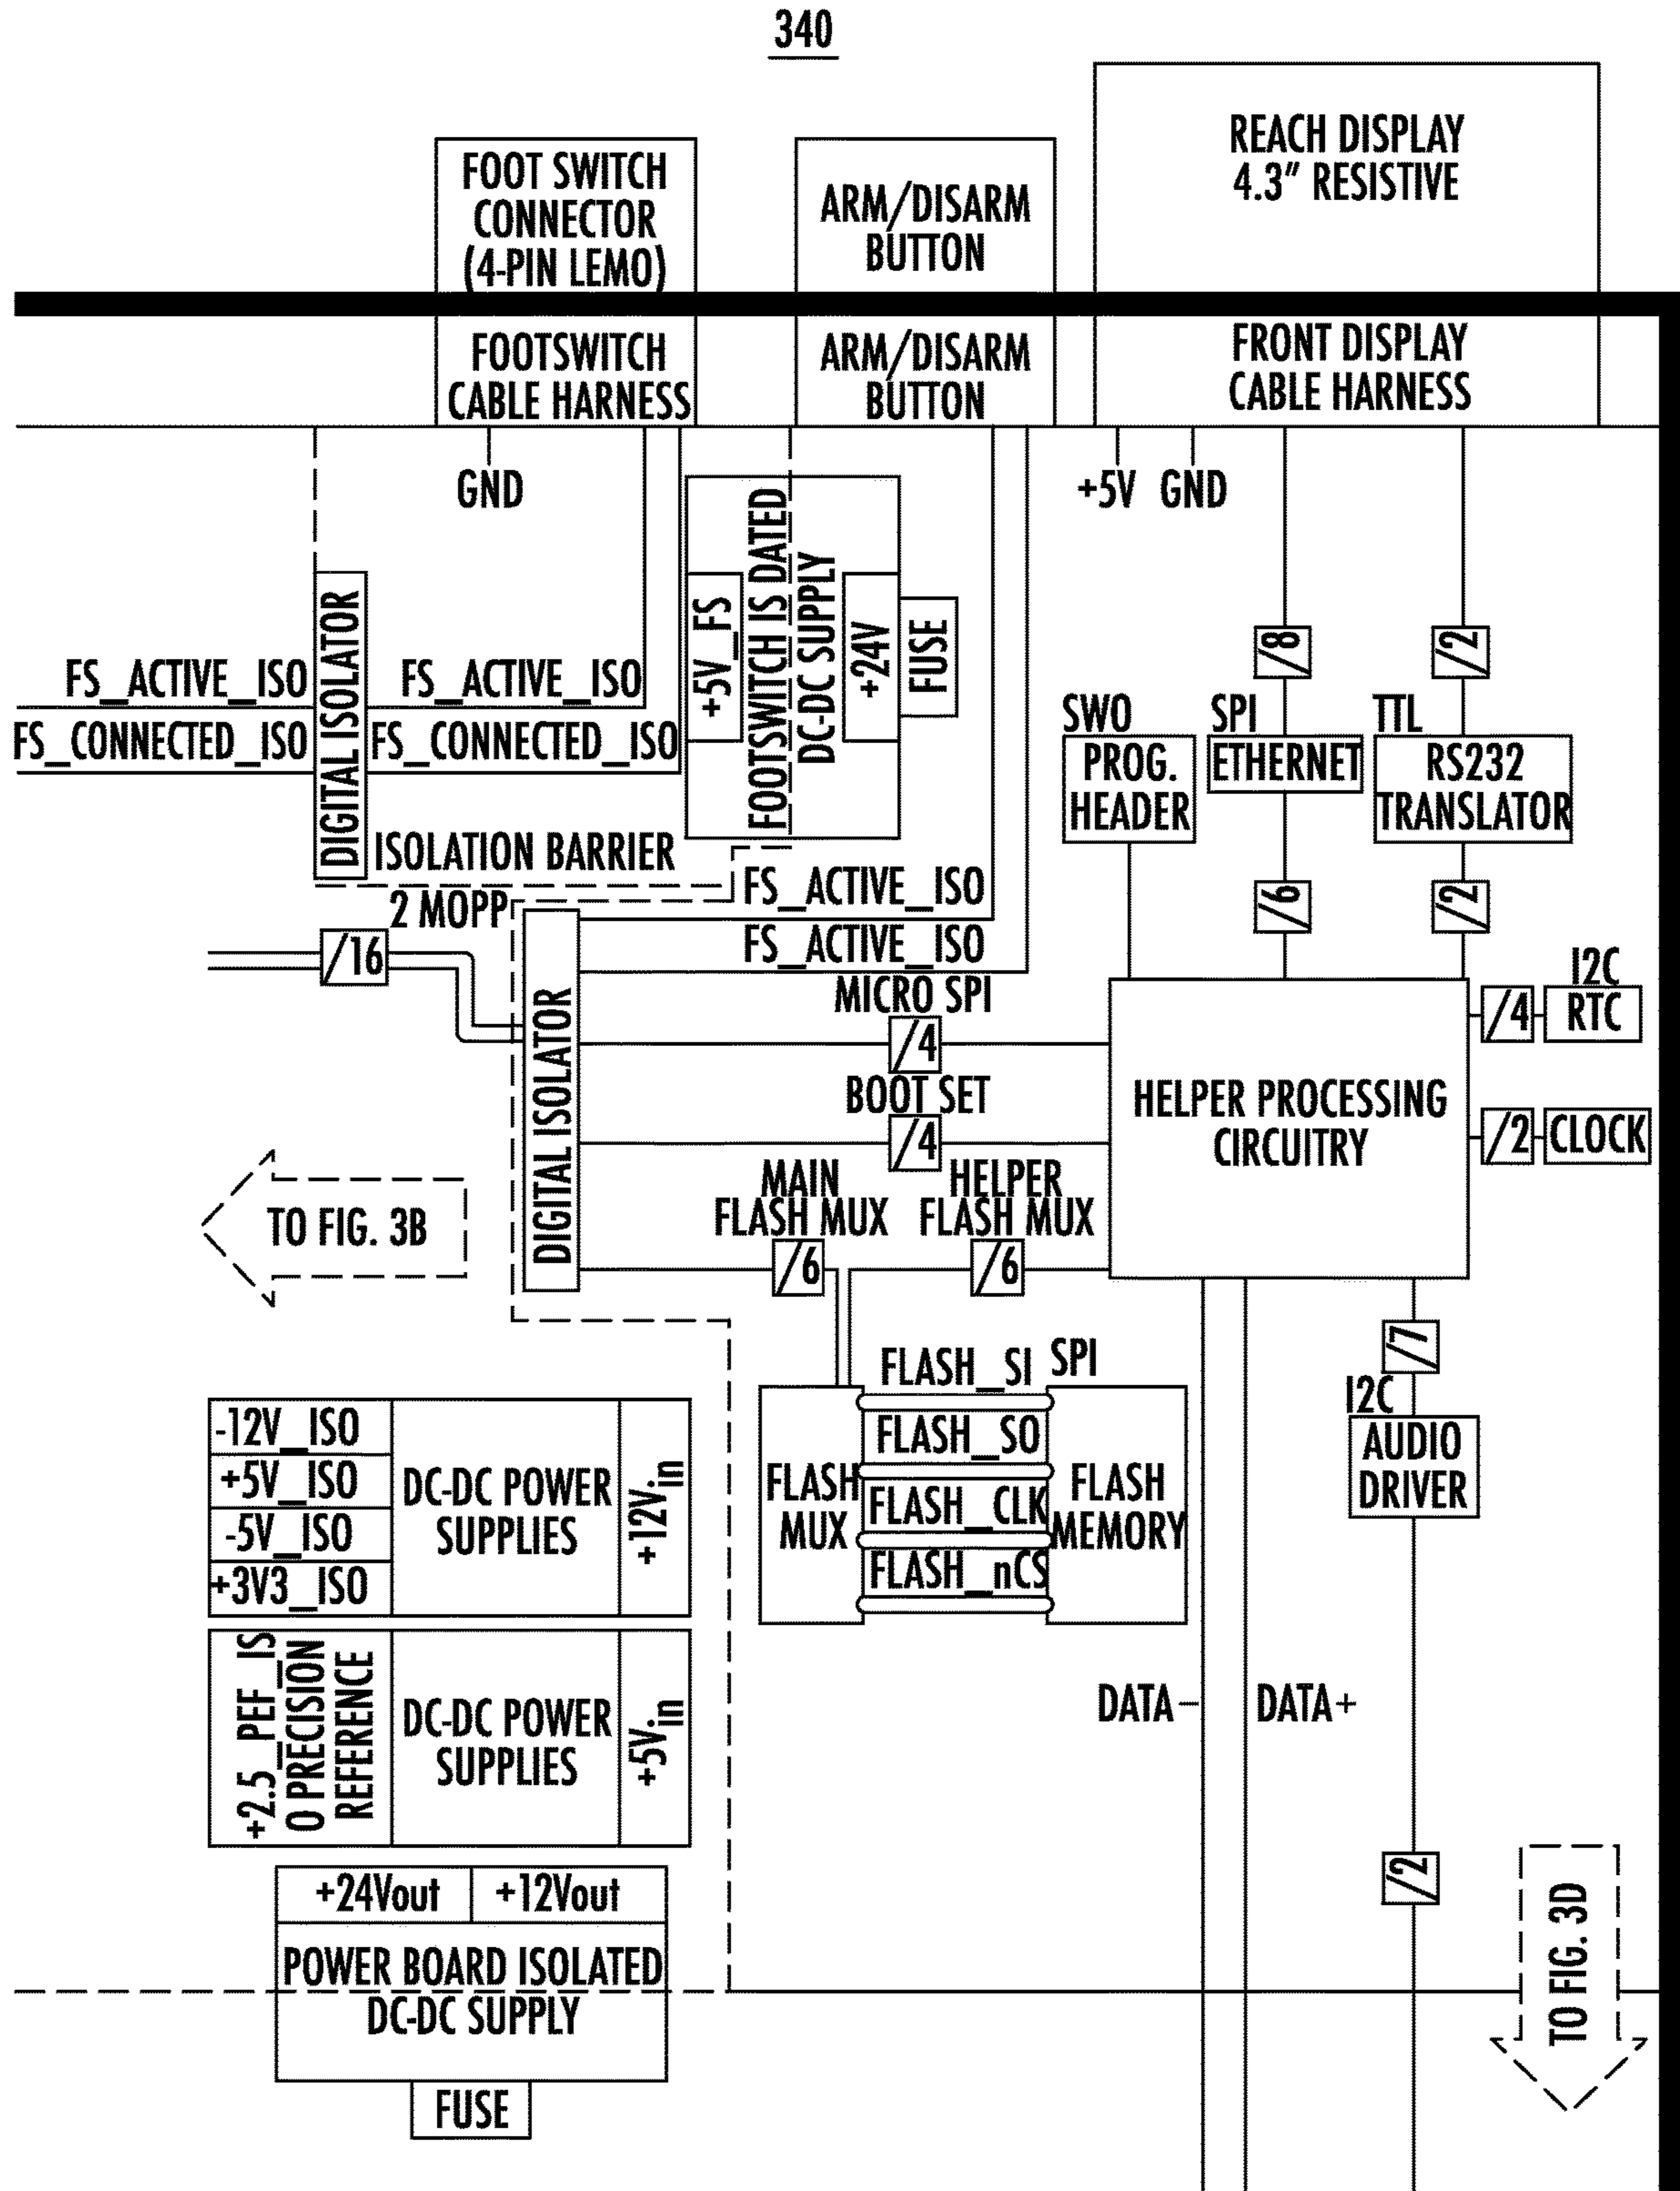 340
FOOT SWITCH
CONNECTOR
(4-PIN LEMO)
ARM/DISARM
BUTTON
REACH DISPLAY
4.3" RESISTIVE
FOOTSWITCH
CABLE HARNESS
ARM/DISARM
BUTTON
FRONT DISPLAY
CABLE HARNESS
GND
+5V GND
DIGITAL ISOLATOR
FS_ACTIVE_ISO
FS_CONNECTED_ISO
FS_ACTIVE_ISO
FS_CONNECTED_ISO
+5V_FS
FOOTSWITCH IS DATED
DC-DC SUPPLY
+24V
FUSE
/8
/2
SWO
PROG.
HEADER
SPI
ETHERNET
TTL
RS232
TRANSLATOR
ISOLATION BARRIER
2 MOPP
/16
FS_ACTIVE_ISO
FS_ACTIVE_ISO
/6
/2
DIGITAL ISOLATOR
MICRO SPI
/4
BOOT SET
/4
HELPER PROCESSING
CIRCUITRY
I2C
/4
RTC
/2
CLOCK
MAIN
FLASH MUX
/6
HELPER
FLASH MUX
/6
TO FIG. 3B
FLASH
MUX
FLASH_SI
FLASH_SO
FLASH_CLK
FLASH_nCS
SPI
FLASH
MEMORY
/7
I2C
AUDIO
DRIVER
-12V_ISO
+5V_ISO
-5V_ISO
+3V3_ISO
DC-DC POWER
SUPPLIES
+12V.in
+2.5_PEF_IS
O PRECISION
REFERENCE
DC-DC POWER
SUPPLIES
+5V.in
DATA-
DATA+
/2
+24Vout
+12Vout
POWER BOARD ISOLATED
DC-DC SUPPLY
FUSE
TO FIG. 3D